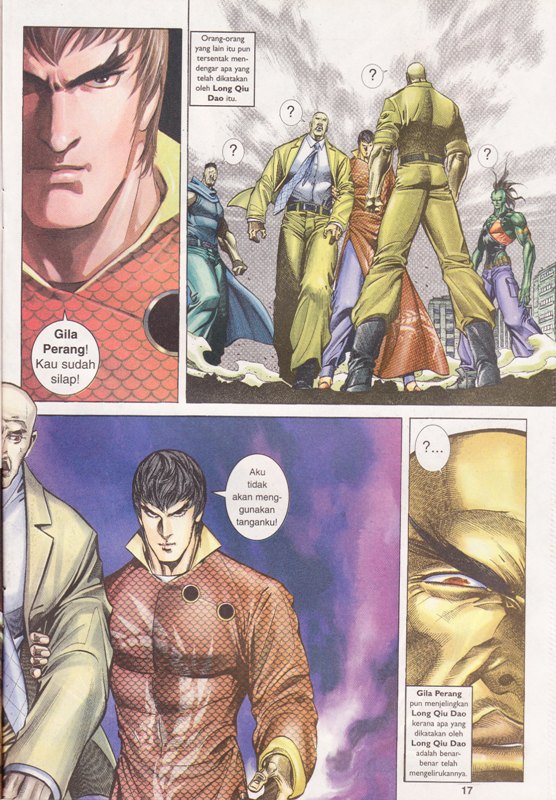 Orang-orang
yang lain itu pun
tersentak men-
dengar apa yang
telah dikatakan
oleh Long Qiu
Dao itu.
?
?
?
?
Gila
Perang!
Kau sudah
silap!
Aku
tidak
akan meng-
gunakan
tanganku!
?...
Gila Perang
pun menjelingkan
Long Qiu Dao
kerana apa yang
dikatakan oleh
Long Qiu Dao
adalah benar-
benar telah
mengelirukannya.
17